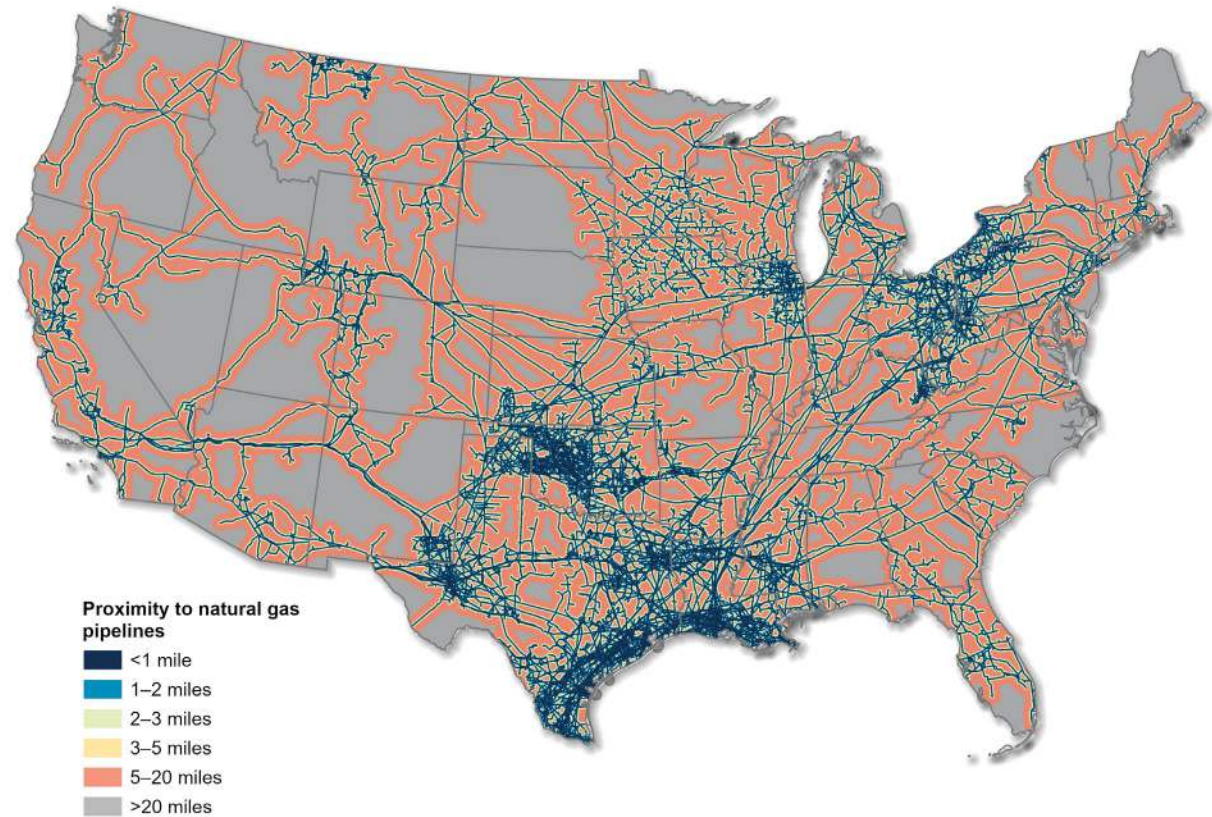 Proximity to natural gas
pipelines
<1 mile
1–2 miles
2–3 miles
3–5 miles
5–20 miles
>20 miles